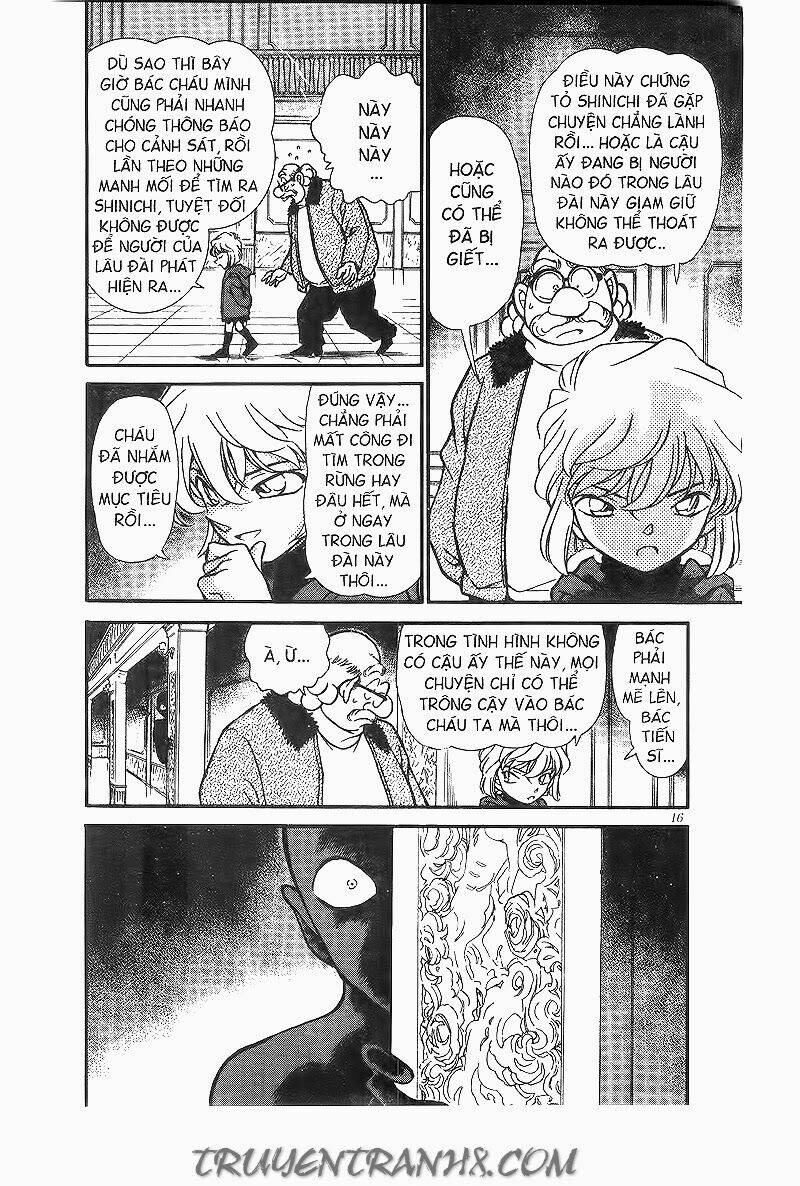 ĐIỀU NÀY CHỨNG
TỎ SHINICHI ĐÃ GẶP
CHUYỆN CHẲNG LÀNH
RỒI... HOẶC LÀ CẬU
ẤY ĐANG BỊ NGƯỜI
NÀO ĐÓ TRONG LÂU
ĐÀI NÀY GIAM GIỮ
KHÔNG THỂ THOÁT
RA ĐƯỢC..
HOẶC
CŨNG
CÓ THỂ
ĐÃ BỊ
GIẾT...
NÀY
NÀY
NÀY
...
DÙ SAO THÌ BÂY
GIỜ BÁC CHÁU MÌNH
CŨNG PHẢI NHANH
CHÓNG THÔNG BÁO
CHO CẢNH SÁT, RỒI
LẦN THEO NHỮNG
MANH MỐI ĐỂ TÌM RA
SHINICHI, TUYỆT ĐỐI
KHÔNG ĐƯỢC
ĐỂ NGƯỜI CỦA
LÂU ĐÀI PHÁT
HIỆN RA...
ĐÚNG VẬY...
CHẲNG PHẢI
MẤT CÔNG ĐI
TÌM TRONG
RỪNG HAY
ĐÂU HẾT, MÀ
Ở NGAY
TRONG LÂU
ĐÀI NÀY
THÔI...
CHÁU
ĐÃ NHẮM
ĐƯỢC
MỤC TIÊU
RỒI...
BÁC
PHẢI
MẠNH
MẼ LÊN,
BÁC
TIẾN
SĨ...
TRONG TÌNH HÌNH KHÔNG
CÓ CẬU ẤY THẾ NÀY, MỌI
CHUYỆN CHỈ CÓ THỂ
TRÔNG CẬY VÀO BÁC
CHÁU TA MÀ THÔI...
À, Ừ...
16
TRUYENTRANH8.COM